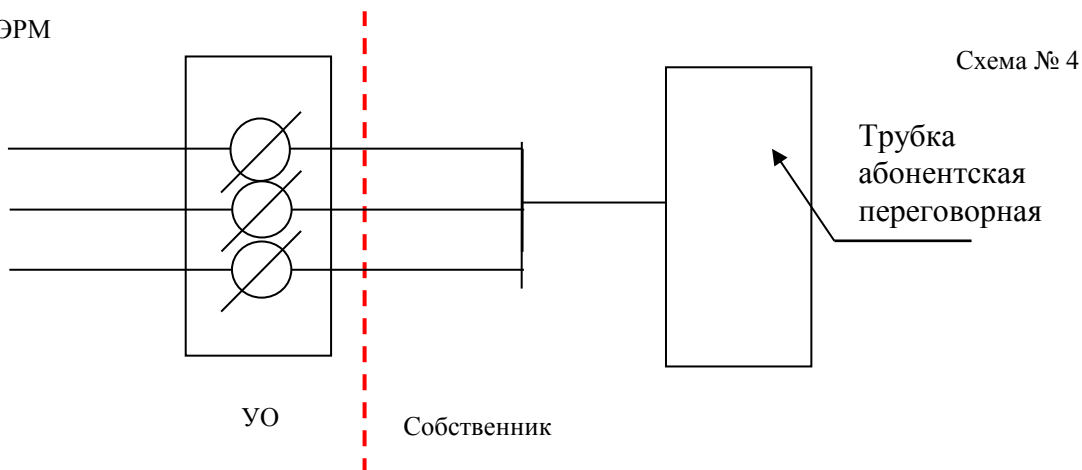 ЭРМ
Схема № 4
Трубка
абонентская
переговорная
УО
Собственник